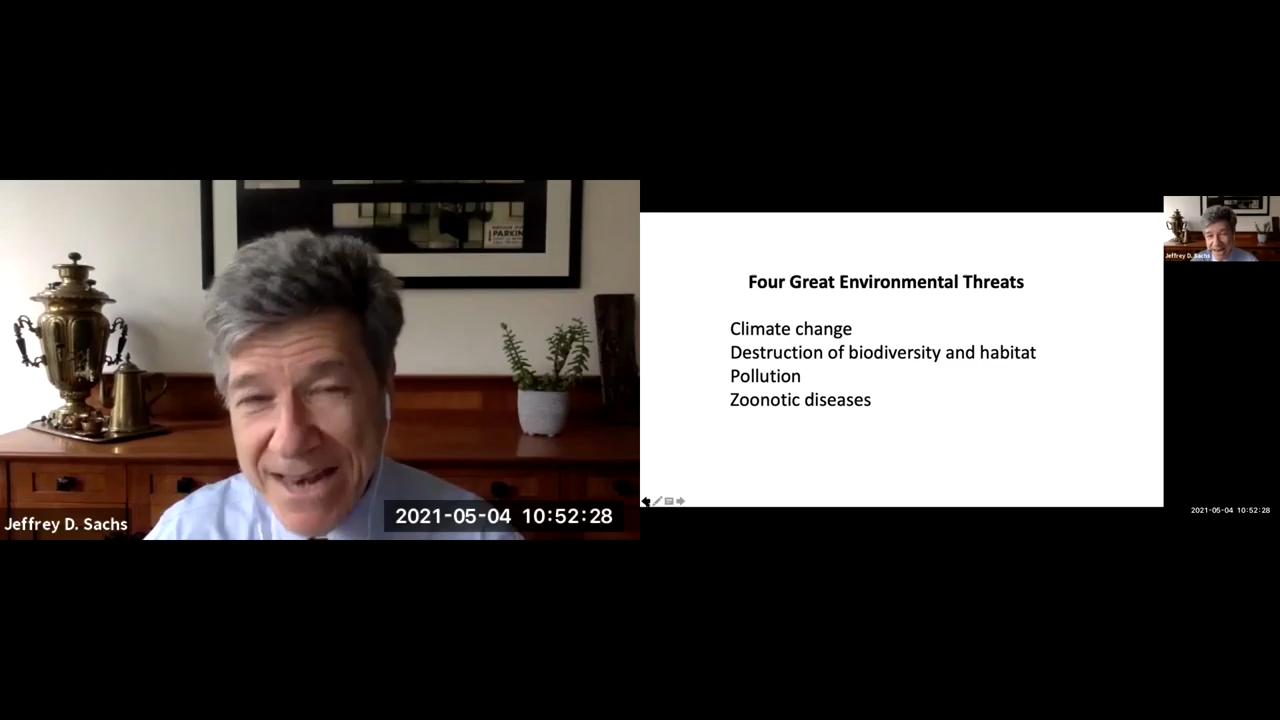 PARKIN
Jeffrey D. Sachs
2021-05-04 10:52:28
Four Great Environmental Threats
Climate change
Destruction of biodiversity and habitat
Pollution
Zoonotic diseases
Jeffrey D. Sachs
2021-05-04 10:52:28